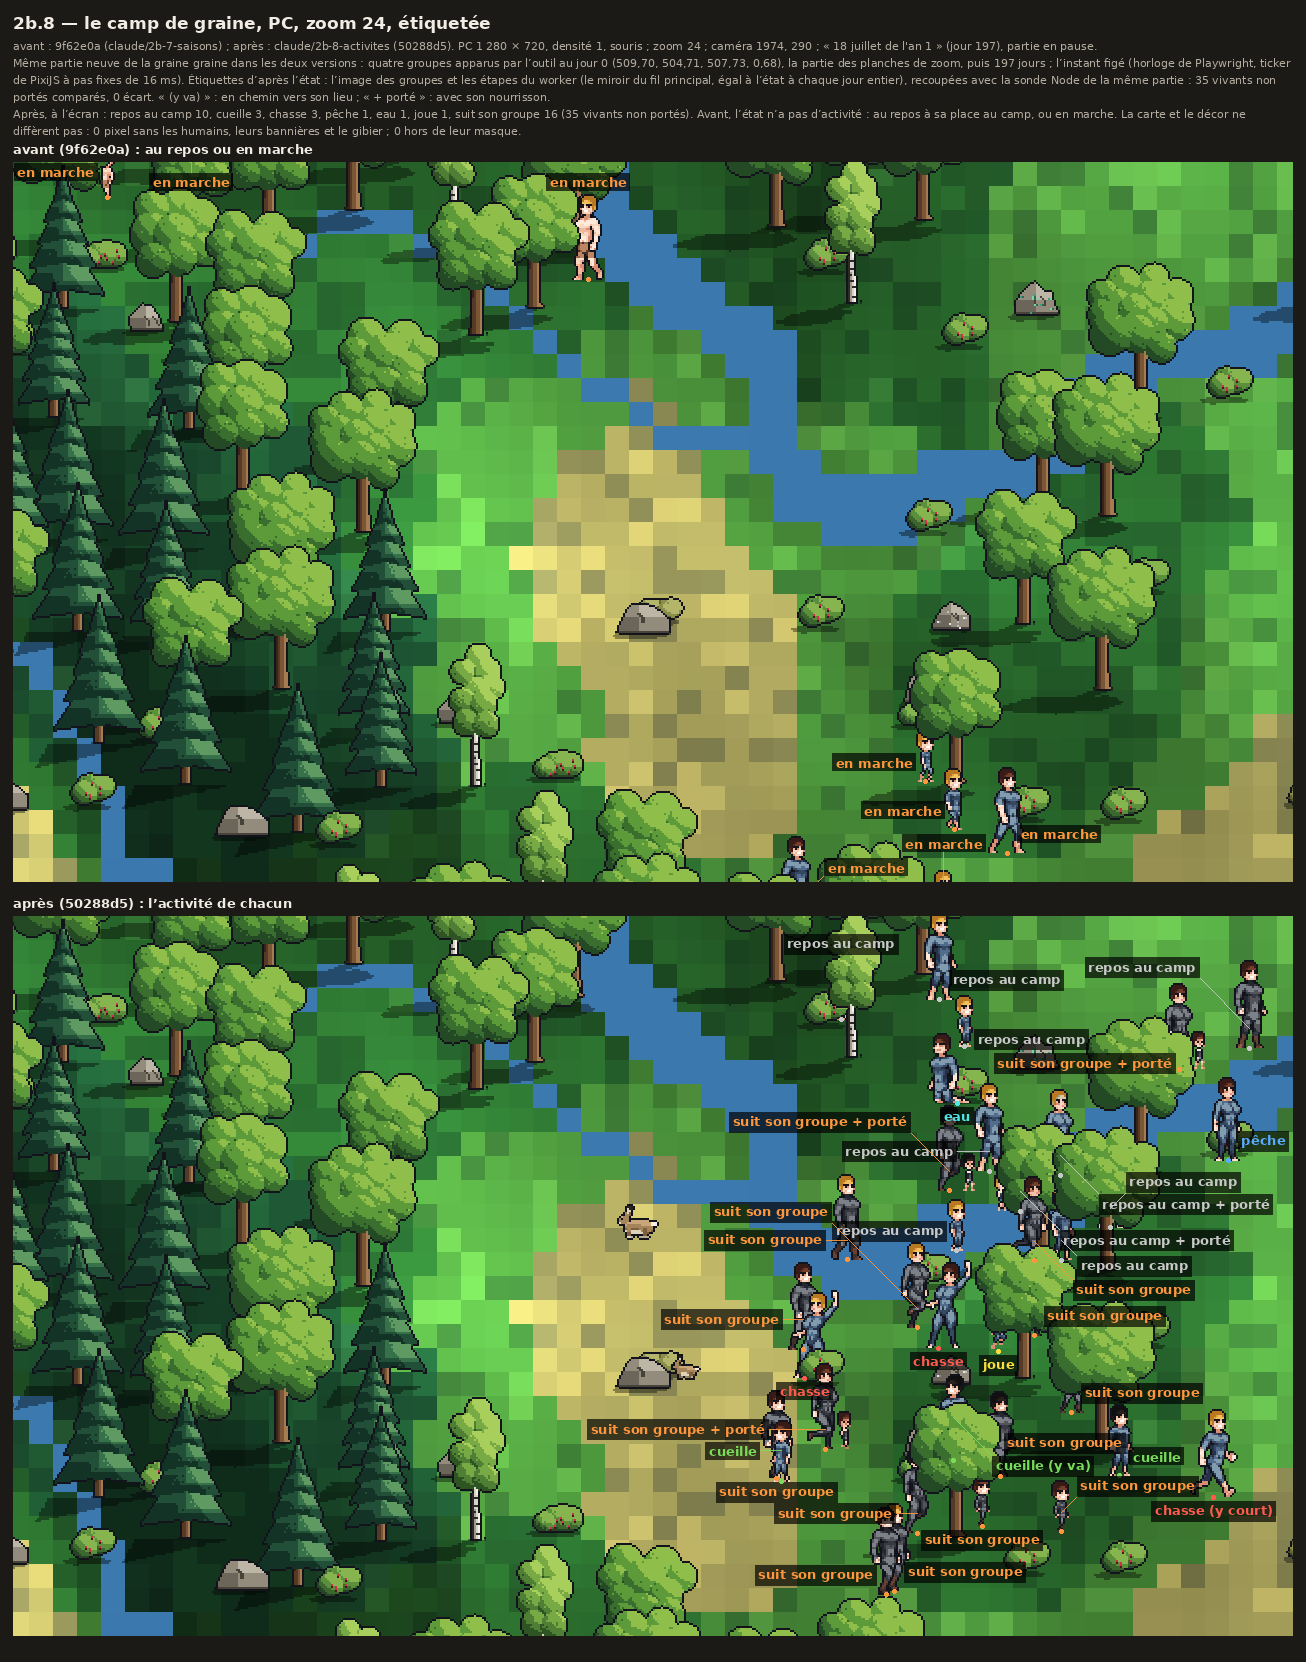 2b.8 — le camp de graine, PC, zoom 24, étiquetée
avant : 9f62e0a (claude/2b-7-saisons) ; après : claude/2b-8-activites (50288d5). PC 1 280 × 720, densité 1, souris ; zoom 24 ; caméra 1974, 290 ; « 18 juillet de l'an 1 » (jour 197), partie en pause.
Même partie neuve de la graine graine dans les deux versions : quatre groupes apparus par l’outil au jour 0 (509,70, 504,71, 507,73, 0,68), la partie des planches de zoom, puis 197 jours ; l’instant figé (horloge de Playwright, ticker
de PixiJS à pas fixes de 16 ms). Étiquettes d’après l’état : l’image des groupes et les étapes du worker (le miroir du fil principal, égal à l’état à chaque jour entier), recoupées avec la sonde Node de la même partie : 35 vivants non
portés comparés, 0 écart. « (y va) » : en chemin vers son lieu ; « + porté » : avec son nourrisson.
Après, à l’écran : repos au camp 10, cueille 3, chasse 3, pêche 1, eau 1, joue 1, suit son groupe 16 (35 vivants non portés). Avant, l’état n’a pas d’activité : au repos à sa place au camp, ou en marche. La carte et le décor ne
diffèrent pas : 0 pixel sans les humains, leurs bannières et le gibier ; 0 hors de leur masque.
avant (9f62e0a) : au repos ou en marche
en marche
en marche
en marche
en marche
en marche
en marche
en marche
en marche
après (50288d5) : l’activité de chacun
repos au camp
repos au camp
repos au camp
repos au camp
suit son groupe + porté
eau
suit son groupe + porté
pêche
repos au camp
repos au camp
repos au camp + porté
suit son groupe
repos au camp
suit son groupe
repos au camp + porté
repos au camp
suit son groupe
suit son groupe
suit son groupe
chasse
joue
chasse
suit son groupe
suit son groupe + porté
suit son groupe
cueille
cueille
cueille (y va)
suit son groupe
suit son groupe
chasse (y court)
suit son groupe
suit son groupe
suit son groupe
suit son groupe